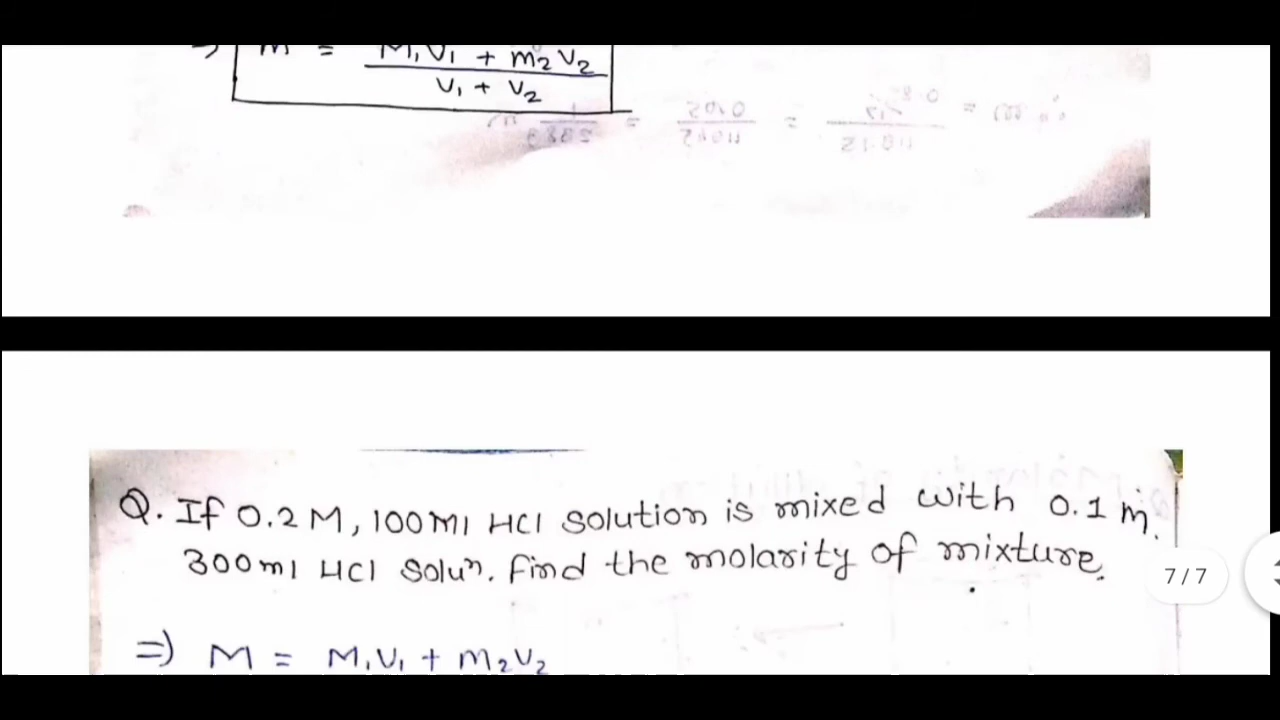 => m = M₁V₁ + m₂V₂
V₁ + V₂
Q. If 0.2 M, 100 ml HCl solution is mixed with 0.1 m.
300 ml HCl Soluⁿ. find the molarity of mixture.
7 / 7
=) M = M₁V₁ + m₂V₂